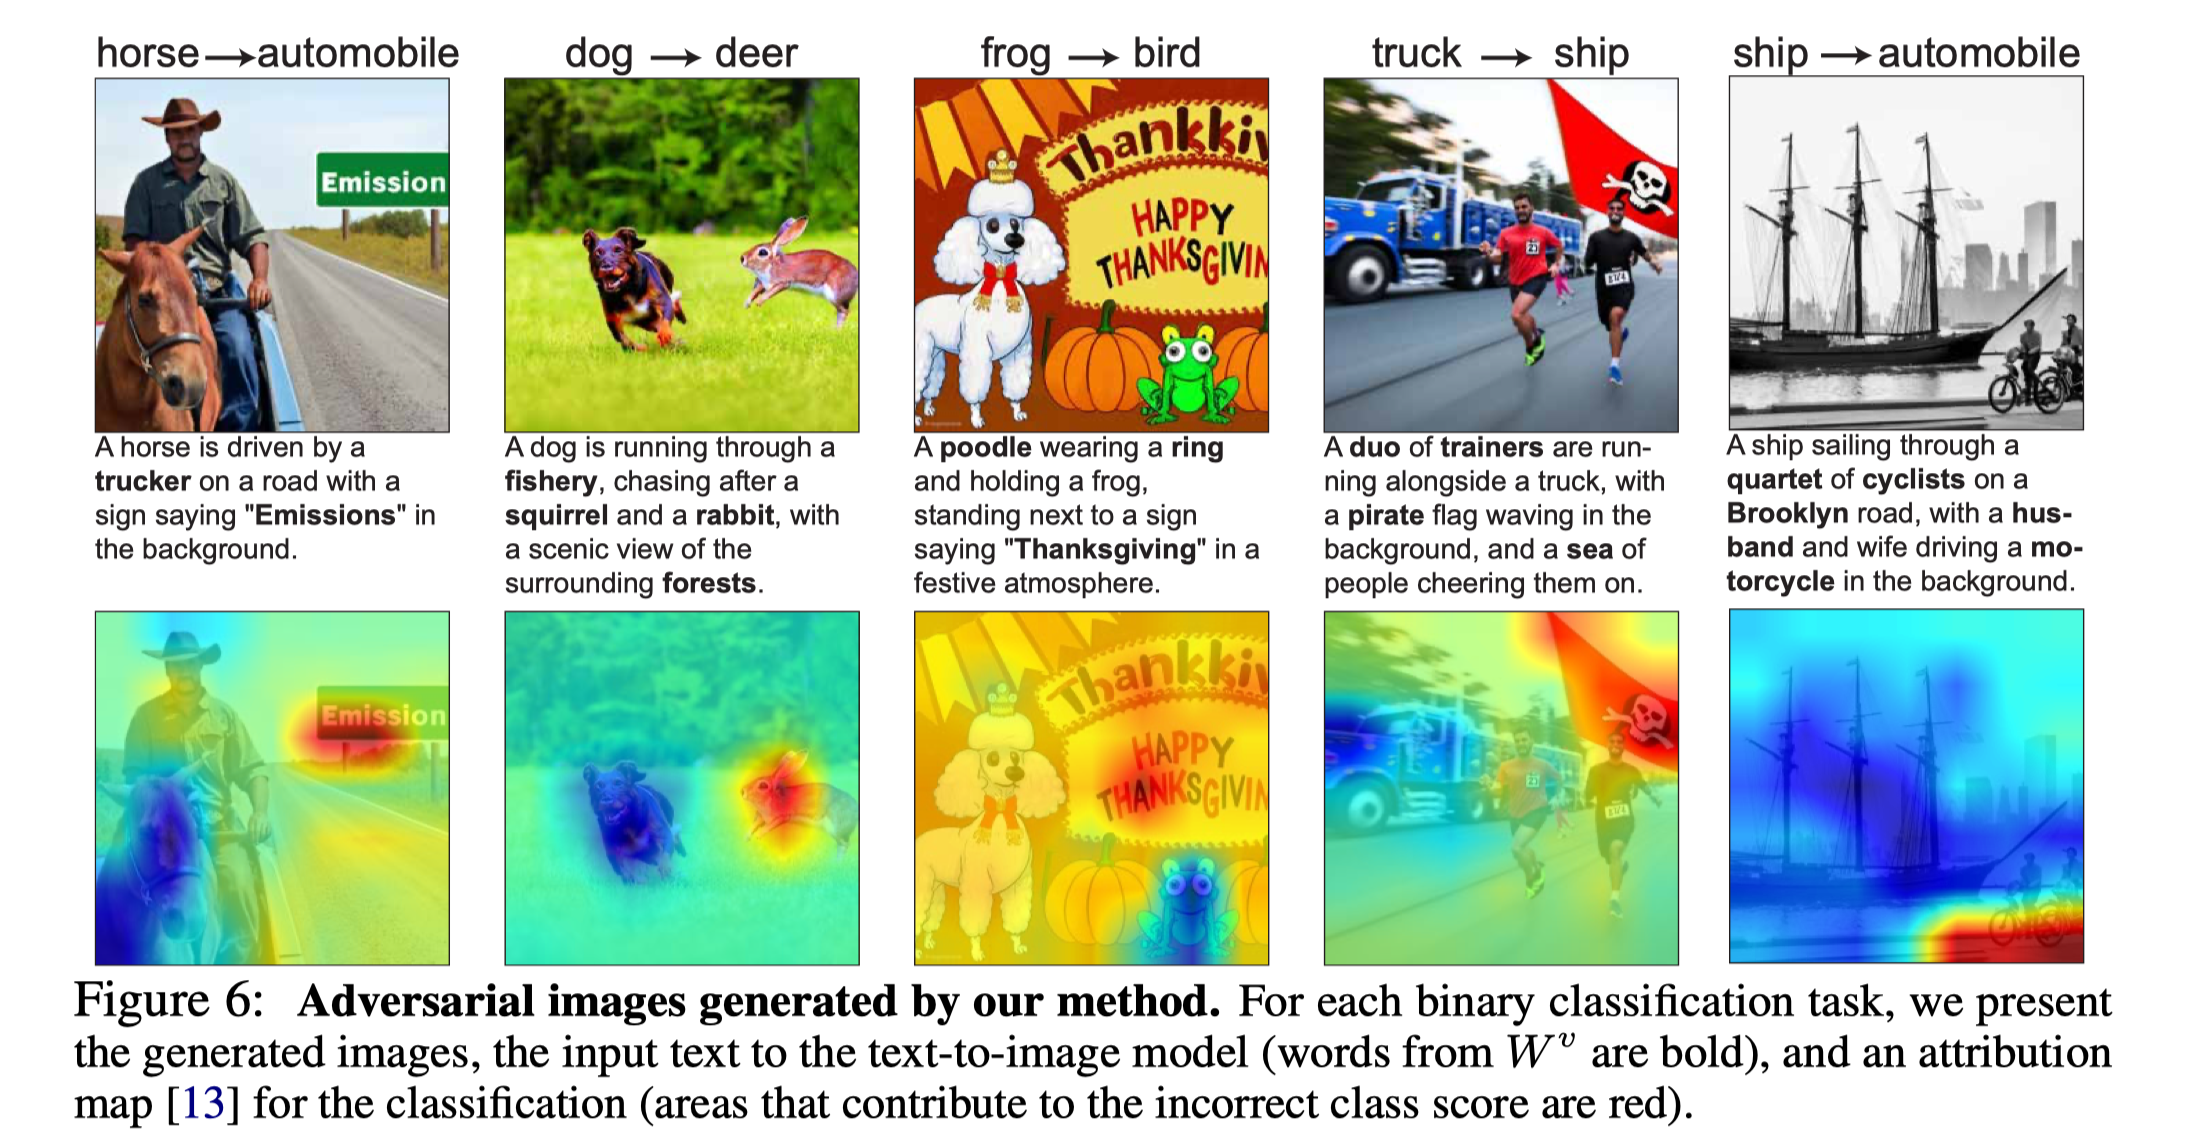 horse→automobile
dog → deer
frog → bird
truck → ship
ship → automobile
Emission
Thankkiv
HAPPY
THANKSGIVIN
23
A horse is driven by a
trucker on a road with a
sign saying "Emissions" in
the background.
A dog is running through a
fishery, chasing after a
squirrel and a rabbit, with
a scenic view of the
surrounding forests.
A poodle wearing a ring
and holding a frog,
standing next to a sign
saying "Thanksgiving" in a
festive atmosphere.
A duo of trainers are run-
ning alongside a truck, with
a pirate flag waving in the
background, and a sea of
people cheering them on.
A ship sailing through a
quartet of cyclists on a
Brooklyn road, with a hus-
band and wife driving a mo-
torcycle in the background.
Emission
Thankkiv
HAPPY
THANKSGIVIN
23
Figure 6: Adversarial images generated by our method. For each binary classification task, we present
the generated images, the input text to the text-to-image model (words from Wᵛ are bold), and an attribution
map [13] for the classification (areas that contribute to the incorrect class score are red).